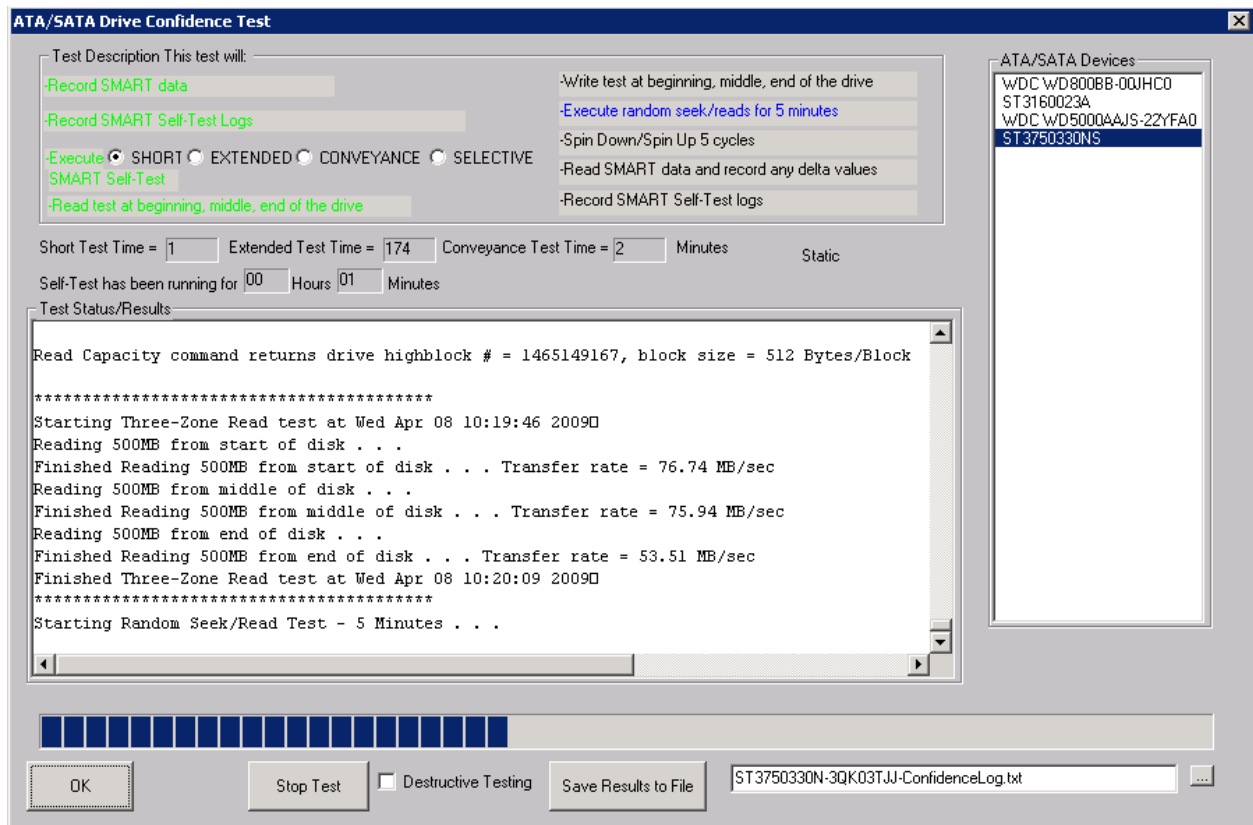 ATA/SATA Drive Confidence Test
Test Description This test will:
-Record SMART data
-Record SMART Self-Test Logs
-Execute SHORT EXTENDED CONVEYANCE SELECTIVE
SMART Self-Test
-Read test at beginning, middle, end of the drive
-Write test at beginning, middle, end of the drive
-Execute random seek/reads for 5 minutes
-Spin Down/Spin Up 5 cycles
-Read SMART data and record any delta values
-Record SMART Self-Test logs
ATA/SATA Devices
WDC WD800BB-00JHC0
ST3160023A
WDC WD5000AAJS-22YFA0
ST3750330NS
Short Test Time = 1 Extended Test Time = 174 Conveyance Test Time = 2 Minutes
Static
Self-Test has been running for 00 Hours 01 Minutes
Test Status/Results
Read Capacity command returns drive highblock # = 1465149167, block size = 512 Bytes/Block
*****************************************
Starting Three-Zone Read test at Wed Apr 08 10:19:46 2009▯
Reading 500MB from start of disk . . .
Finished Reading 500MB from start of disk . . . Transfer rate = 76.74 MB/sec
Reading 500MB from middle of disk . . .
Finished Reading 500MB from middle of disk . . . Transfer rate = 75.94 MB/sec
Reading 500MB from end of disk . . .
Finished Reading 500MB from end of disk . . . Transfer rate = 53.51 MB/sec
Finished Three-Zone Read test at Wed Apr 08 10:20:09 2009▯
*****************************************
Starting Random Seek/Read Test - 5 Minutes . . .
OK
Stop Test
Destructive Testing
Save Results to File
ST3750330N-3QK03TJJ-ConfidenceLog.txt
...